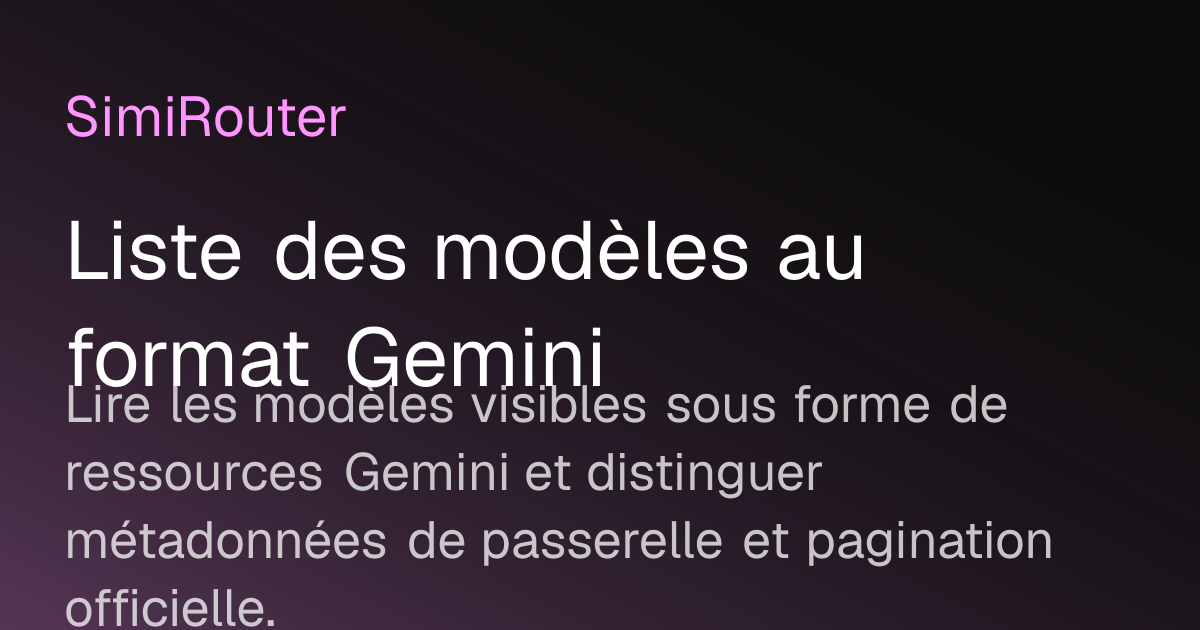 SimiRouter
Liste des modèles au
format Gemini
Lire les modèles visibles sous forme de
ressources Gemini et distinguer
métadonnées de passerelle et pagination
officielle.